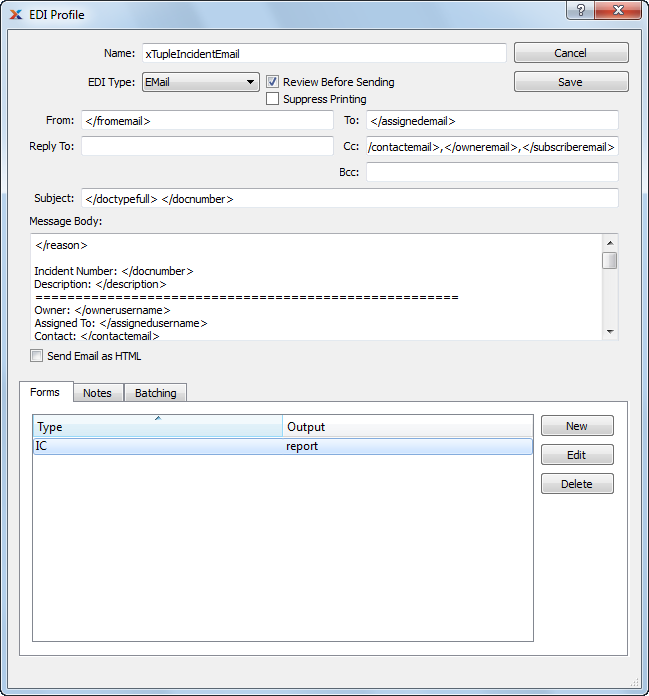 EDI Profile
Name: xTupleIncidentEmail Cancel
EDI Type: EMail Review Before Sending Save
Suppress Printing
From: </fromemail> To: </assignedemail>
Reply To: Cc: /contactemail>,</owneremail>,</subscriberemail>
Bcc:
Subject: </doctypefull> </docnumber>
Message Body:
</reason>
Incident Number: </docnumber>
Description: </description>
=====================================================
Owner: </ownerusername>
Assigned To: </assignedusername>
Contact: </contactemail>
Send Email as HTML
Forms Notes Batching
Type Output New
IC report
Edit
Delete